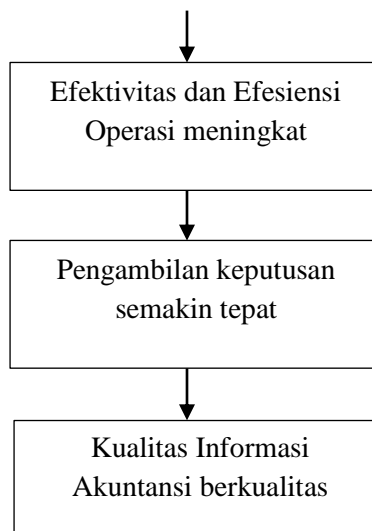 Efektivitas dan Efesiensi
Operasi meningkat
Pengambilan keputusan
semakin tepat
Kualitas Informasi
Akuntansi berkualitas